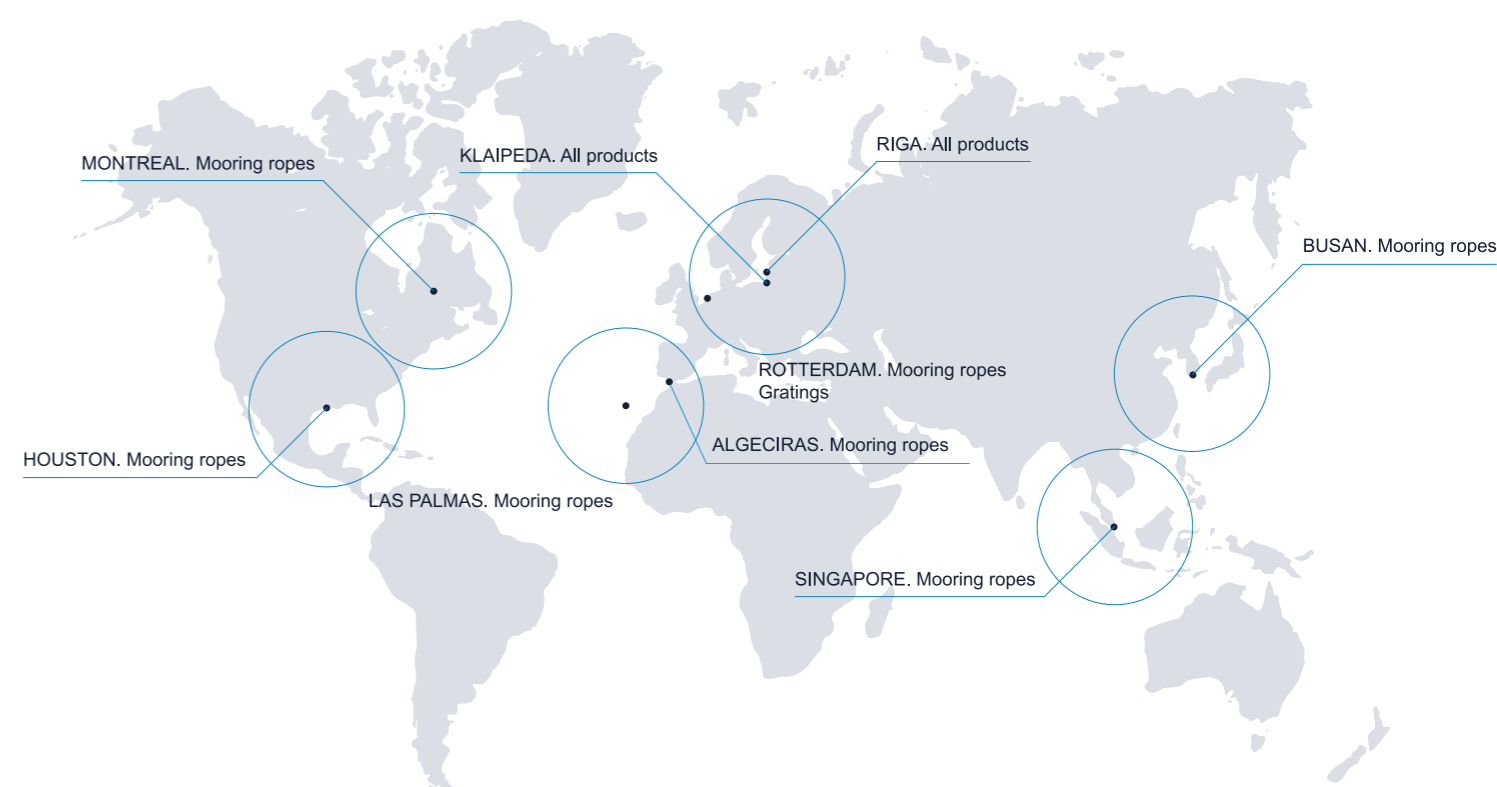 RIGA. All products
KLAIPEDA. All products
MONTREAL. Mooring ropes
BUSAN. Mooring ropes
ROTTERDAM. Mooring ropes
Gratings
ALGECIRAS. Mooring ropes
HOUSTON. Mooring ropes
LAS PALMAS. Mooring ropes
SINGAPORE. Mooring ropes